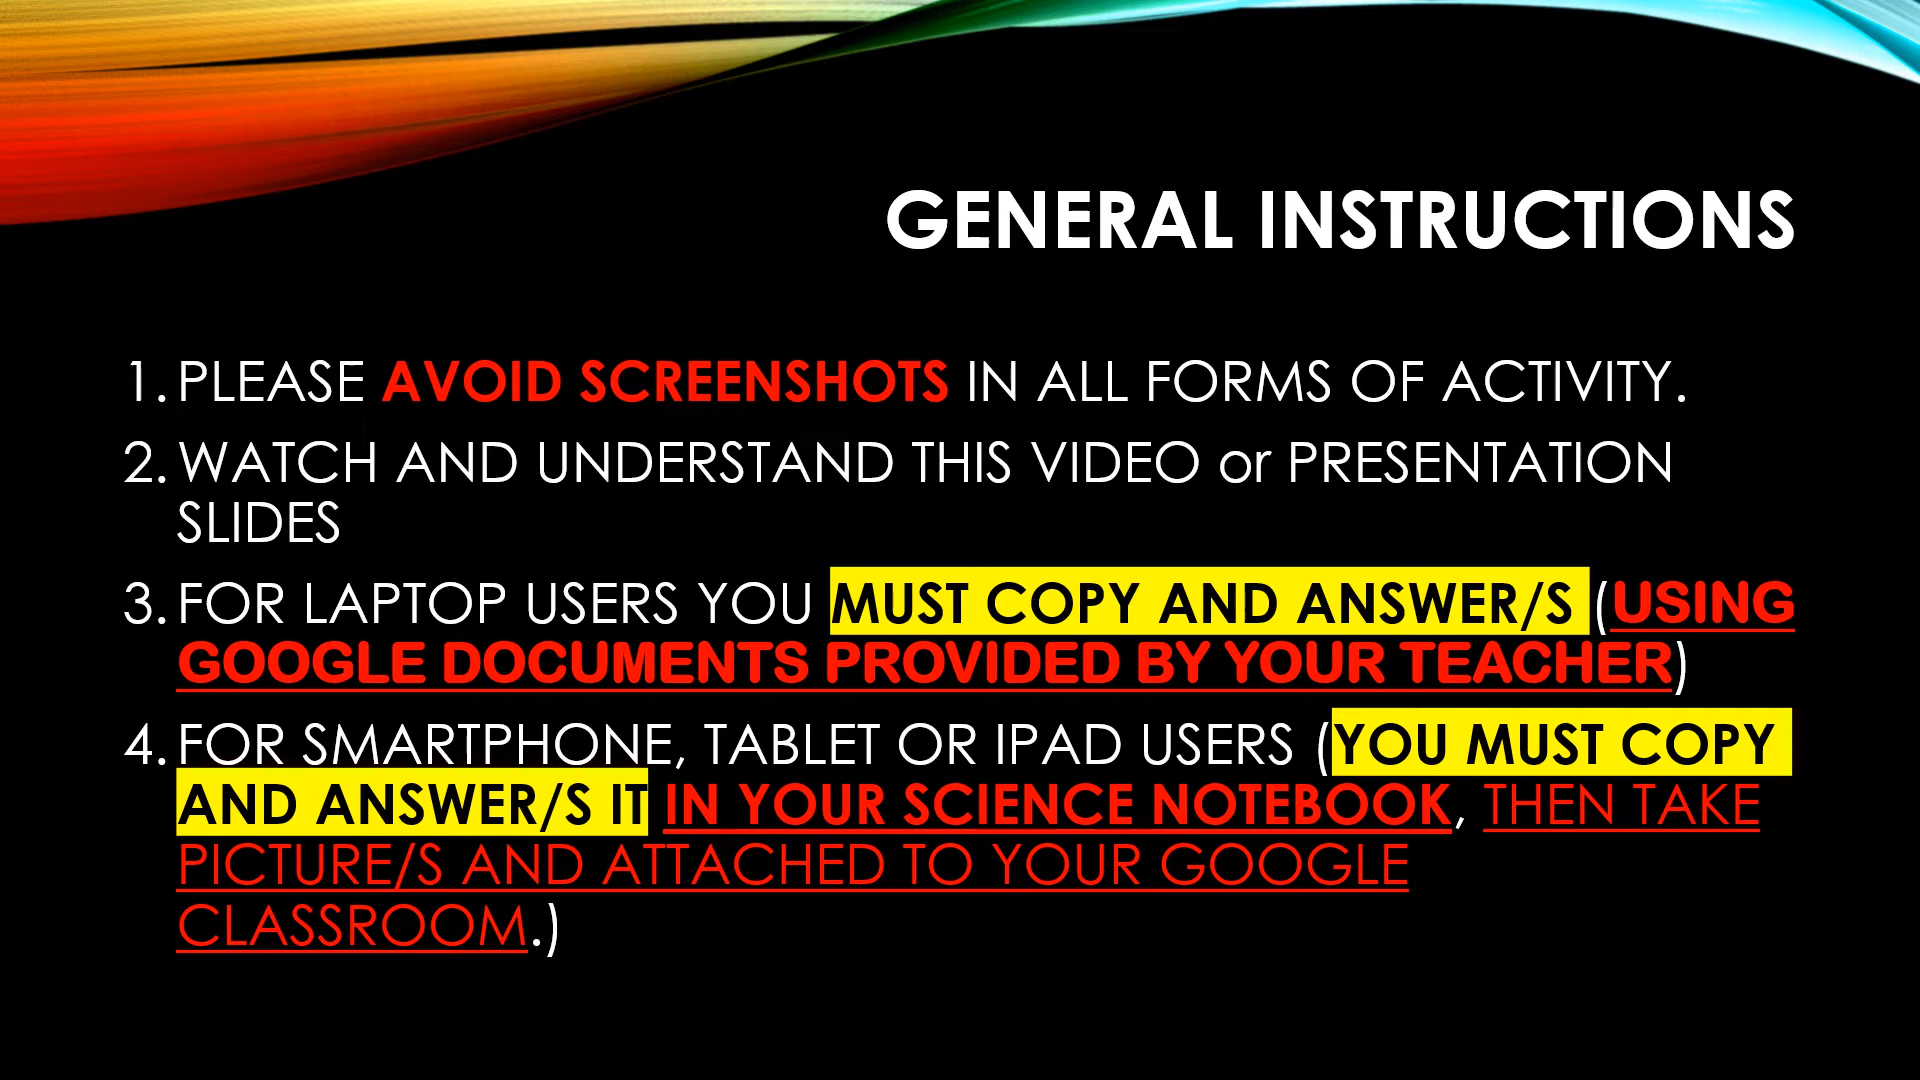 GENERAL INSTRUCTIONS
1. PLEASE AVOID SCREENSHOTS IN ALL FORMS OF ACTIVITY.
2. WATCH AND UNDERSTAND THIS VIDEO or PRESENTATION
SLIDES
3. FOR LAPTOP USERS YOU MUST COPY AND ANSWER/S (USING
GOOGLE DOCUMENTS PROVIDED BY YOUR TEACHER)
4. FOR SMARTPHONE, TABLET OR IPAD USERS (YOU MUST COPY
AND ANSWER/S IT IN YOUR SCIENCE NOTEBOOK, THEN TAKE
PICTURE/S AND ATTACHED TO YOUR GOOGLE
CLASSROOM.)